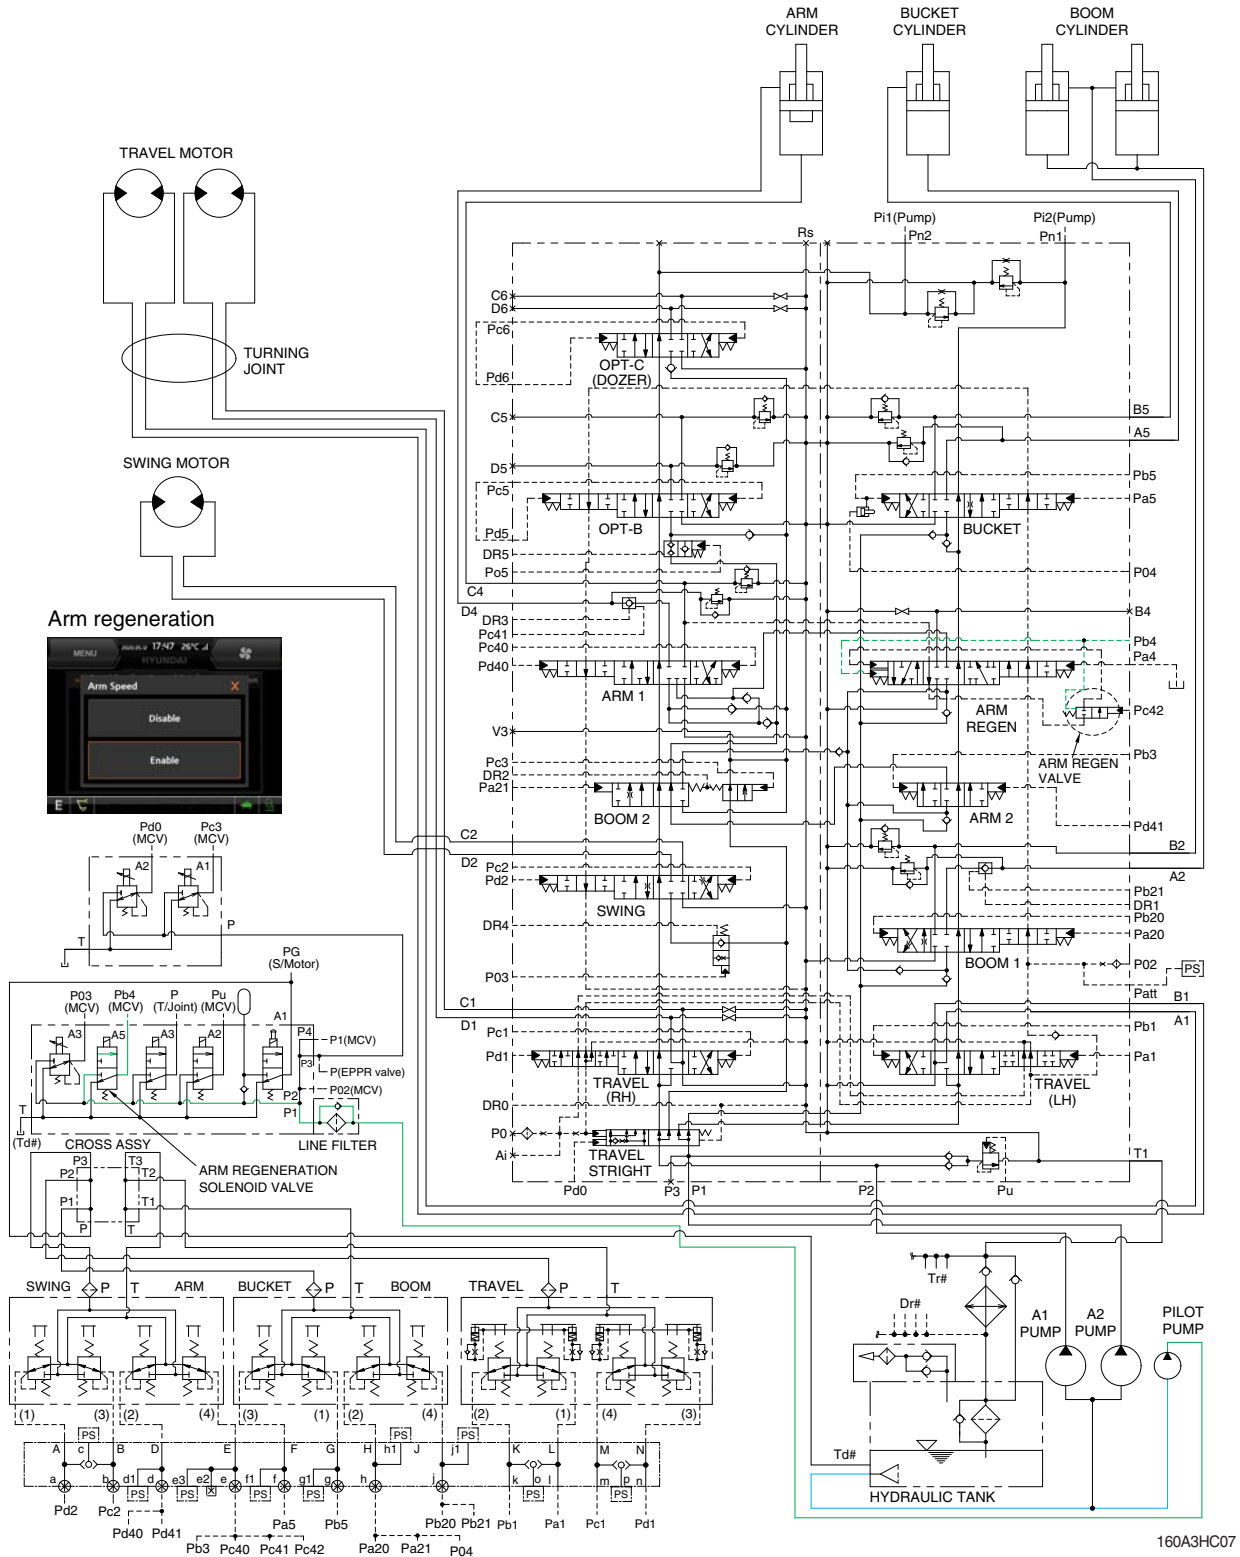 ARM
CYLINDER
BUCKET
CYLINDER
BOOM
CYLINDER
TRAVEL MOTOR
TURNING
JOINT
SWING MOTOR
Pi1(Pump)
Pn2
Pi2(Pump)
Pn1
Rs
C6
D6
Pc6
Pd6
OPT-C
(DOZER)
C5
D5
Pc5
Pd5
OPT-B
DR5
Po5
C4
D4
DR3
Pc41
Pc40
Pd40
ARM 1
V3
Pc3
DR2
Pa21
BOOM 2
C2
D2
Pc2
Pd2
SWING
DR4
P03
C1
D1
Pc1
Pd1
TRAVEL
(RH)
DR0
P0
Ai
TRAVEL
STRIGHT
Pd0
P3
P1
P2
Pu
B5
A5
Pb5
Pa5
BUCKET
P04
B4
Pb4
Pa4
ARM
REGEN
Pc42
ARM REGEN
VALVE
Pb3
ARM 2
Pd41
B2
A2
Pb21
DR1
Pb20
Pa20
BOOM 1
P02
PS
Patt
B1
A1
Pb1
Pa1
TRAVEL
(LH)
T1
Arm regeneration
MENU
17:47 26°C
HYUNDAI
Arm Speed X
Disable
Enable
E
Pd0
(MCV)
Pc3
(MCV)
A2
A1
P
T
PG
(S/Motor)
P03
(MCV)
Pb4
(MCV)
P
(T/Joint)
Pu
(MCV)
A3
A5
A3
A2
A1
P4
P1(MCV)
P3
P(EPPR valve)
P02(MCV)
P2
P1
T
(Td#)
LINE FILTER
CROSS ASSY
ARM REGENERATION
SOLENOID VALVE
P3
P2
P1
P
T3
T2
T1
T
SWING
P
T
ARM
BUCKET
P
T
BOOM
TRAVEL
P
T
(1) (3) (2) (4) (3) (1) (2) (4) (2) (1) (4) (3)
PS PS PS
A c B D E F G H h1 J j1 K L M N
a b d1 d e3 e2 e f1 f g1 g h j k o l m p n
PS PS PS PS PS PS
Pd2 Pc2
Pd40 Pd41
Pb3 Pc40 Pc41 Pc42
Pa5
Pb5
Pa20 Pa21 P04
Pb20 Pb21
Pb1 Pa1 Pc1 Pd1
Tr#
Dr#
A1
PUMP
A2
PUMP
PILOT
PUMP
Td#
HYDRAULIC TANK
160A3HC07